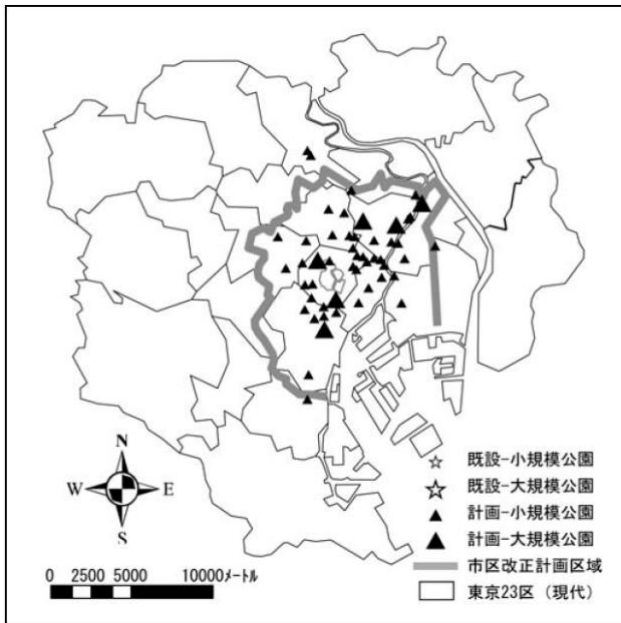 N
W E
S
0 2500 5000 10000メートル
既設-小規模公園
既設-大規模公園
計画-小規模公園
計画-大規模公園
市区改正計画区域
東京23区（現代）